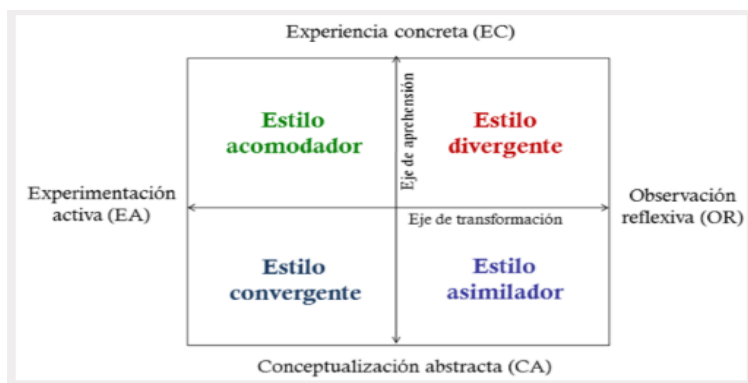 Experiencia concreta (EC)
Estilo
acomodador
Eje de aprehensión
Estilo
divergente
Experimentación
activa (EA)
Eje de transformación
Observación
reflexiva (OR)
Estilo
convergente
Estilo
asimilador
Conceptualización abstracta (CA)